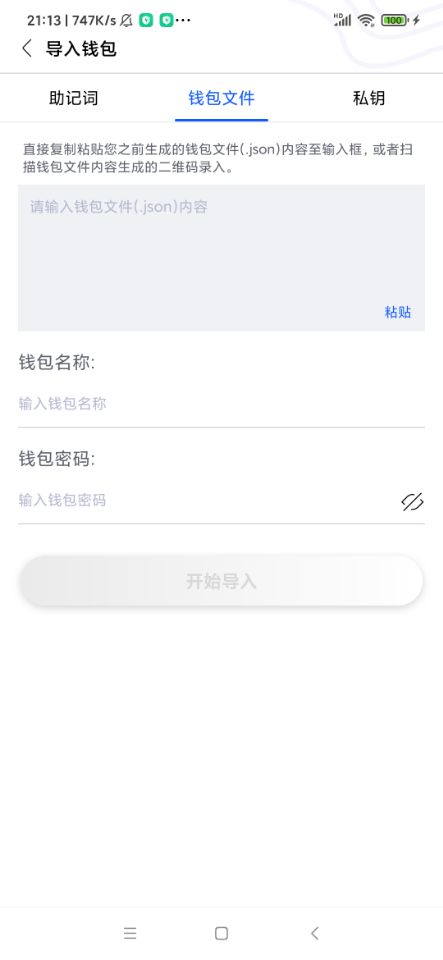 21:13 | 747K/s
HD
100
导入钱包
助记词 钱包文件 私钥
直接复制粘贴您之前生成的钱包文件(.json)内容至输入框，或者扫
描钱包文件内容生成的二维码录入。
请输入钱包文件(.json)内容
粘贴
钱包名称:
输入钱包名称
钱包密码:
输入钱包密码
开始导入